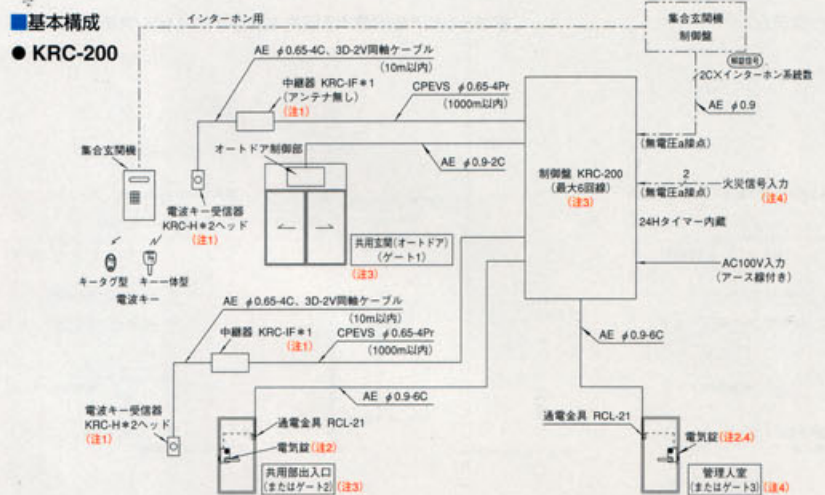 ■基本構成
● KRC-200
インターホン用
集合玄関機
制御盤
解錠信号
2C×インターホン系統数
AE φ0.9
(無電圧a接点)
AE φ0.65-4C、3D-2V同軸ケーブル
(10m以内)
中継器 KRC-IF*1
(アンテナ無し)
(注1)
CPEVS φ0.65-4Pr
(1000m以内)
オートドア制御部
AE φ0.9-2C
集合玄関機
電波キー受信器
KRC-H*2ヘッド
(注1)
キータグ型 キー一体型
電波キー
共用玄関(オートドア)
(ゲート1)
(注3)
制御盤 KRC-200
(最大6回線)
(注3)
2
(無電圧a接点)
火災信号入力
(注4)
24Hタイマー内蔵
AC100V入力
(アース線付き)
AE φ0.65-4C、3D-2V同軸ケーブル
(10m以内)
中継器 KRC-IF*1
(注1)
CPEVS φ0.65-4Pr
(1000m以内)
AE φ0.9-6C
AE φ0.9-6C
電波キー受信器
KRC-H*2ヘッド
(注1)
通電金具 RCL-21
電気錠(注2)
共用部出入口
(またはゲート2)
(注3)
通電金具 RCL-21
電気錠(注2.4)
管理人室
(またはゲート3)
(注4)